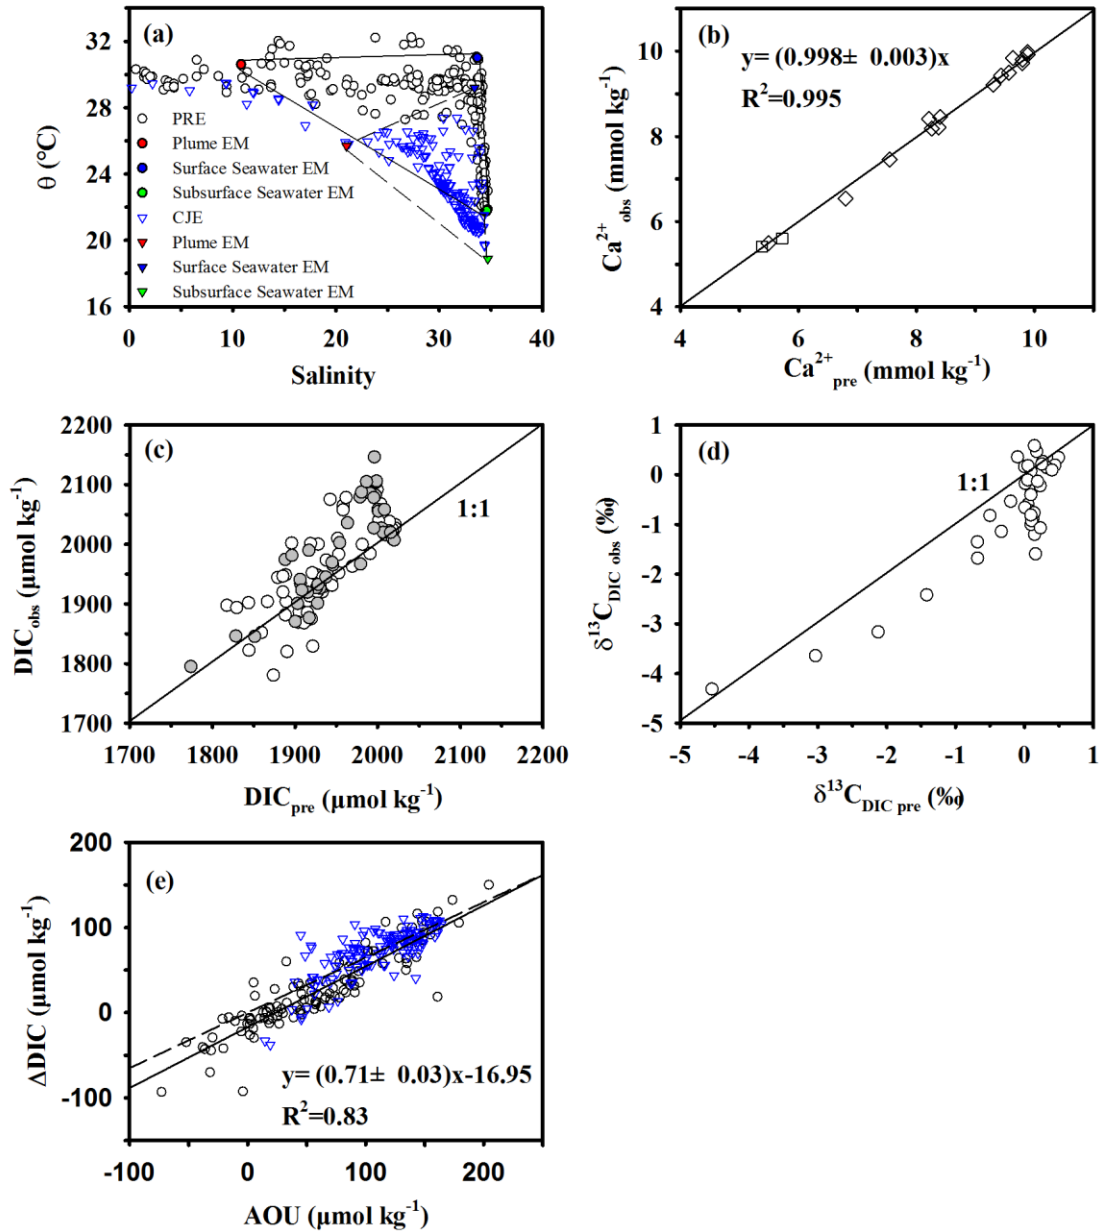 (a)
32
28
24
20
16
θ (°C)
PRE
Plume EM
Surface Seawater EM
Subsurface Seawater EM
CJE
Plume EM
Surface Seawater EM
Subsurface Seawater EM
0 10 20 30 40
Salinity
(b)
y= (0.998± 0.003)x
R²=0.995
10
8
6
4
Ca²⁺obs (mmol kg⁻¹)
4 6 8 10
Ca²⁺pre (mmol kg⁻¹)
(c)
1:1
2200
2100
2000
1900
1800
1700
DICobs (μmol kg⁻¹)
1700 1800 1900 2000 2100 2200
DICpre (μmol kg⁻¹)
(d)
1:1
1
0
-1
-2
-3
-4
-5
δ¹³CDIC obs (‰)
-5 -4 -3 -2 -1 0 1
δ¹³CDIC pre (‰)
(e)
200
100
0
-100
ΔDIC (μmol kg⁻¹)
y= (0.71± 0.03)x-16.95
R²=0.83
-100 0 100 200
AOU (μmol kg⁻¹)